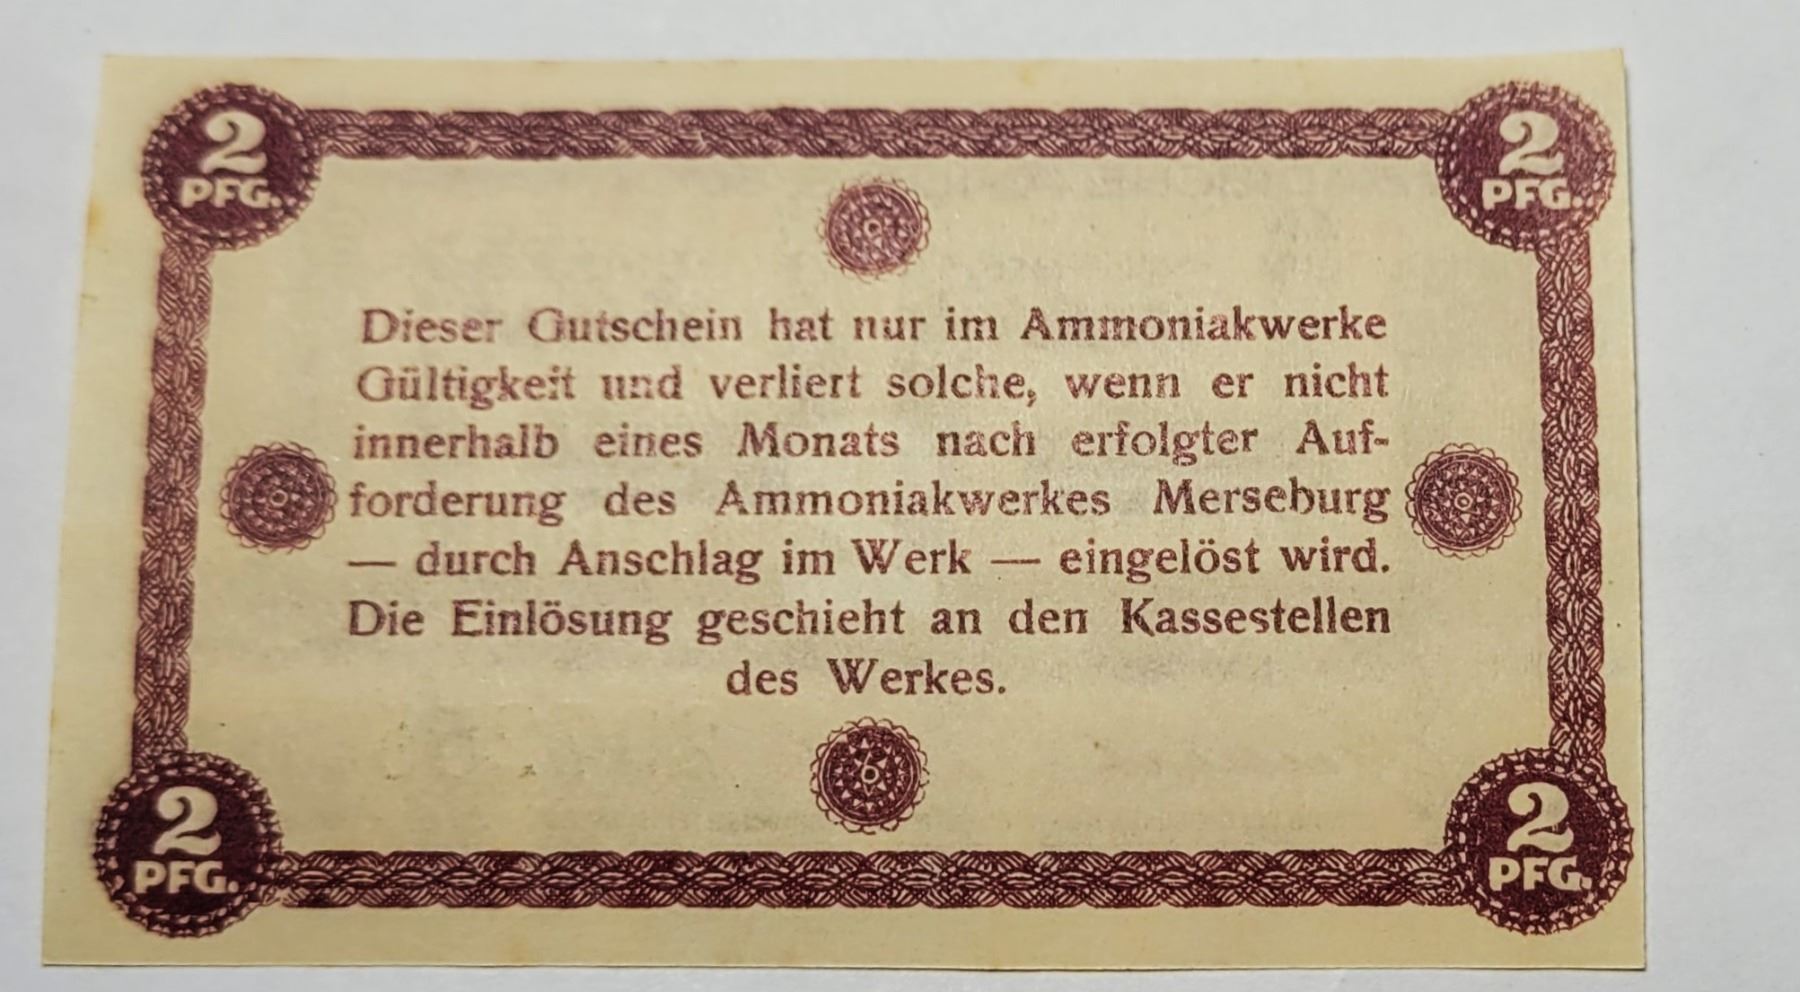 2
PFG.
2
PFG.
Dieser Gutschein hat nur im Ammoniakwerke
Gültigkeit und verliert solche, wenn er nicht
innerhalb eines Monats nach erfolgter Auf-
forderung des Ammoniakwerkes Merseburg
— durch Anschlag im Werk — eingelöst wird.
Die Einlösung geschieht an den Kassestellen
des Werkes.
2
PFG.
2
PFG.